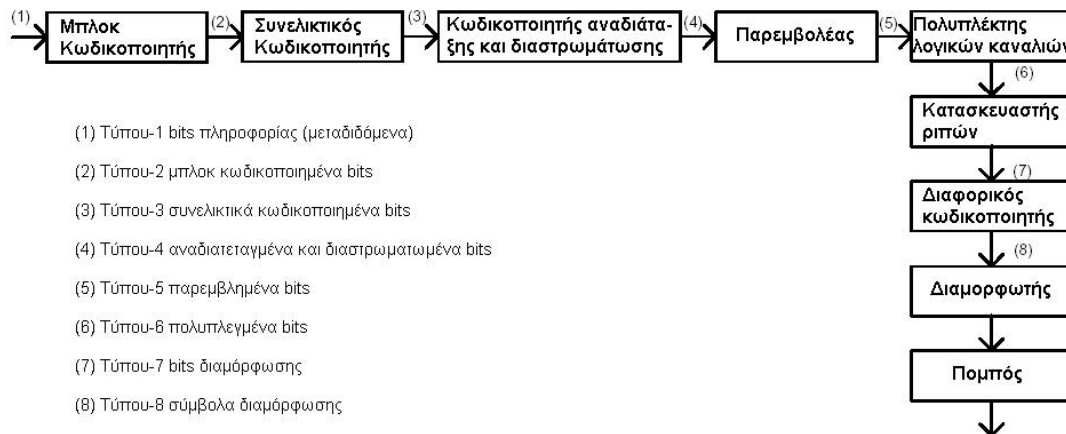 (1)
Μπλοκ
Κωδικοποιητής
(2)
Συνελικτικός
Κωδικοποιητής
(3)
Κωδικοποιητής αναδιάτα-
ξης και διαστρωμάτωσης
(4)
Παρεμβολέας
(5)
Πολυπλέκτης
λογικών καναλιών
(6)
Κατασκευαστής
ριπών
(7)
Διαφορικός
κωδικοποιητής
(8)
Διαμορφωτής
Πομπός
(1) Τύπου-1 bits πληροφορίας (μεταδιδόμενα)
(2) Τύπου-2 μπλοκ κωδικοποιημένα bits
(3) Τύπου-3 συνελικτικά κωδικοποιημένα bits
(4) Τύπου-4 αναδιατεταγμένα και διαστρωματωμένα bits
(5) Τύπου-5 παρεμβλημένα bits
(6) Τύπου-6 πολυπλεγμένα bits
(7) Τύπου-7 bits διαμόρφωσης
(8) Τύπου-8 σύμβολα διαμόρφωσης